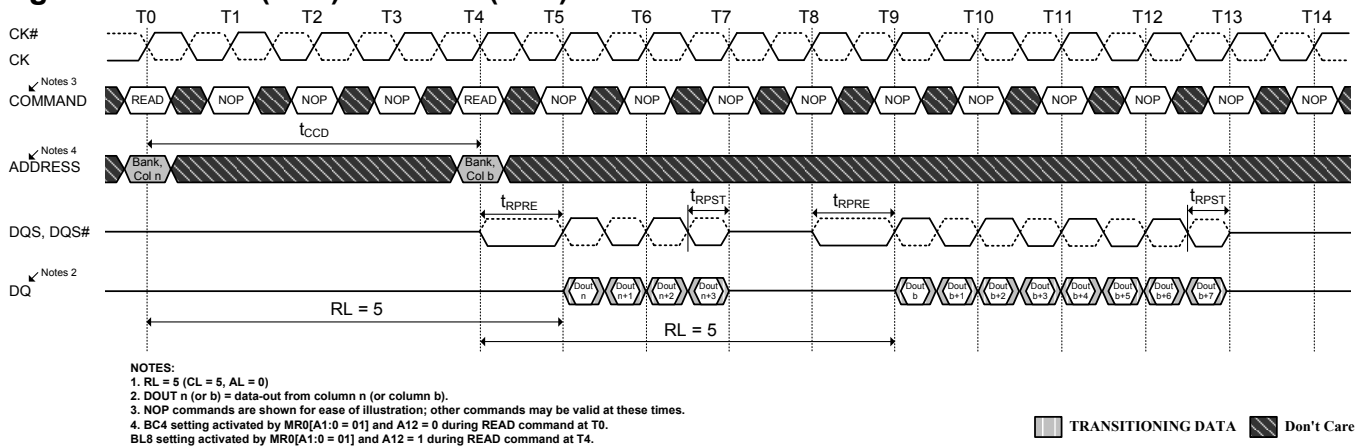 T0 T1 T2 T3 T4 T5 T6 T7 T8 T9 T10 T11 T12 T13 T14
CK#
CK
Notes 3
COMMAND READ NOP NOP NOP READ NOP NOP NOP NOP NOP NOP NOP NOP NOP NOP
tCCD
Notes 4
ADDRESS
Bank, Col n
Bank, Col b
tRPRE tRPST tRPRE tRPST
DQS, DQS#
Notes 2
DQ
Dout n Dout n+1 Dout n+2 Dout n+3 Dout b Dout b+1 Dout b+2 Dout b+3 Dout b+4 Dout b+5 Dout b+6 Dout b+7
RL = 5
RL = 5
NOTES:
1. RL = 5 (CL = 5, AL = 0)
2. DOUT n (or b) = data-out from column n (or column b).
3. NOP commands are shown for ease of illustration; other commands may be valid at these times.
4. BC4 setting activated by MR0[A1:0 = 01] and A12 = 0 during READ command at T0.
BL8 setting activated by MR0[A1:0 = 01] and A12 = 1 during READ command at T4.
TRANSITIONING DATA Don't Care